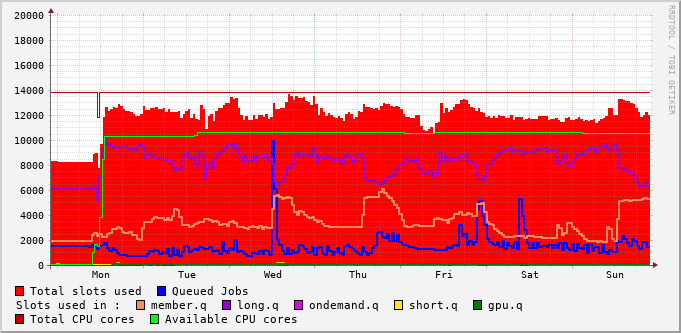 20000
18000
16000
14000
12000
10000
8000
6000
4000
2000
0
Mon Tue Wed Thu Fri Sat Sun
RRDTOOL / TOBI OETIKER
Total slots used Queued Jobs
Slots used in : member.q long.q ondemand.q short.q gpu.q
Total CPU cores Available CPU cores